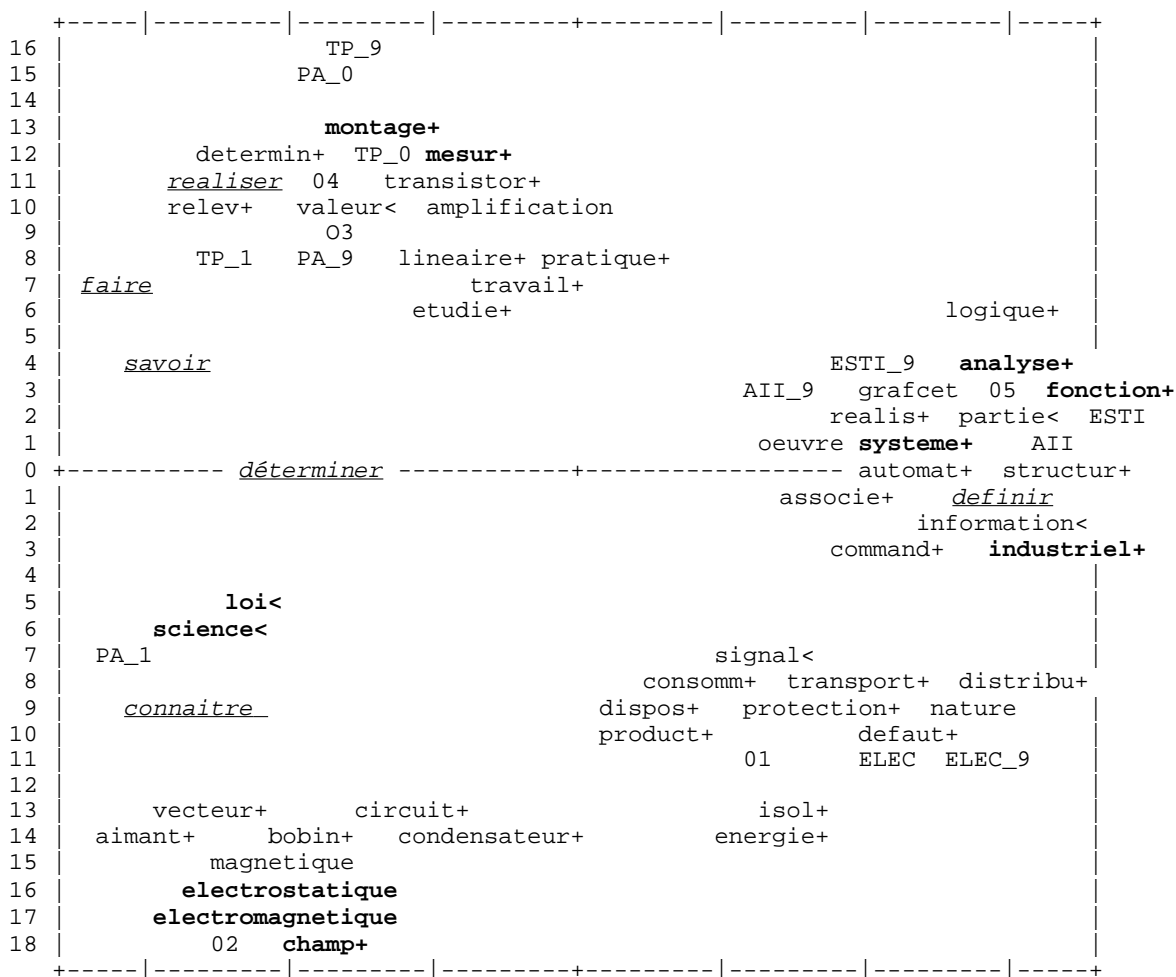 +-----|---------|---------|---------+---------|---------|---------|-----+
16 | TP_9 |
15 | PA_0 |
14 | |
13 | montage+ |
12 | determin+ TP_0 mesur+ |
11 | realiser 04 transistor+ |
10 | relev+ valeur< amplification |
9 | O3 |
8 | TP_1 PA_9 lineaire+ pratique+ |
7 | faire travail+ |
6 | etudie+ logique+ |
5 | |
4 | savoir ESTI_9 analyse+
3 | AII_9 grafcet 05 fonction+
2 | realis+ partie< ESTI
1 | oeuvre systeme+ AII
0 +----------- déterminer ------------+------------------ automat+ structur+
1 | associe+ definir
2 | information<
3 | command+ industriel+
4 | |
5 | loi< |
6 | science< |
7 | PA_1 signal< |
8 | consomm+ transport+ distribu+
9 | connaitre dispos+ protection+ nature |
10 | product+ defaut+ |
11 | 01 ELEC ELEC_9 |
12 | |
13 | vecteur+ circuit+ isol+ |
14 | aimant+ bobin+ condensateur+ energie+ |
15 | magnetique |
16 | electrostatique |
17 | electromagnetique |
18 | 02 champ+ |
+-----|---------|---------|---------+---------|---------|---------|-----+